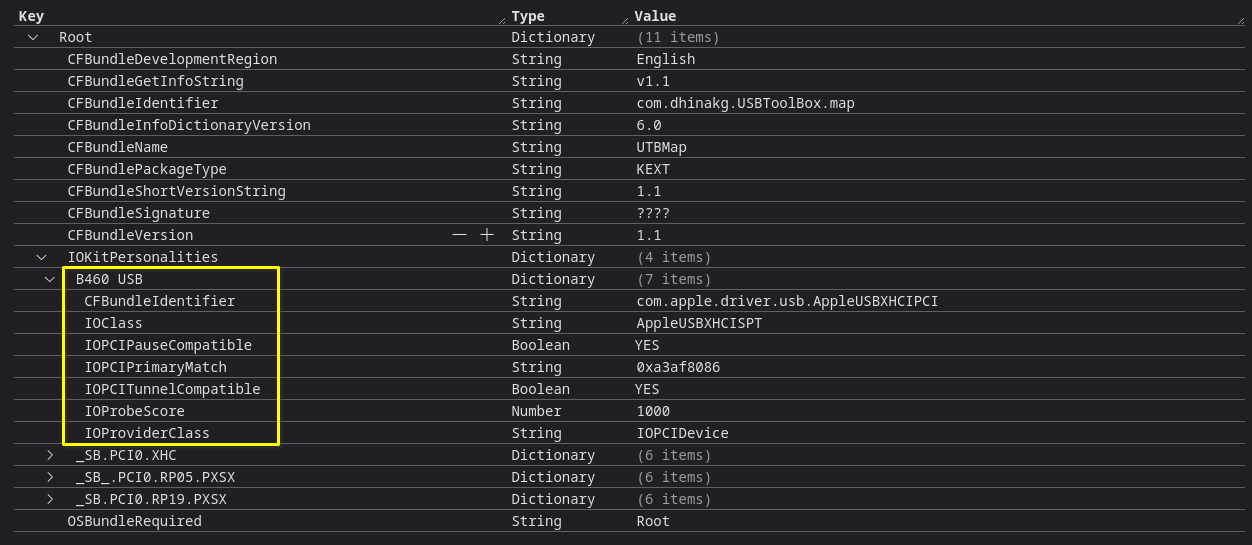 Key Type Value
Root Dictionary (11 items)
CFBundleDevelopmentRegion String English
CFBundleGetInfoString String v1.1
CFBundleIdentifier String com.dhinakg.USBToolBox.map
CFBundleInfoDictionaryVersion String 6.0
CFBundleName String UTBMap
CFBundlePackageType String KEXT
CFBundleShortVersionString String 1.1
CFBundleSignature String ????
CFBundleVersion — + String 1.1
IOKitPersonalities Dictionary (4 items)
B460 USB Dictionary (7 items)
CFBundleIdentifier String com.apple.driver.usb.AppleUSBXHCIPCI
IOClass String AppleUSBXHCISPT
IOPCIPauseCompatible Boolean YES
IOPCIPrimaryMatch String 0xa3af8086
IOPCITunnelCompatible Boolean YES
IOProbeScore Number 1000
IOProviderClass String IOPCIDevice
_SB.PCI0.XHC Dictionary (6 items)
_SB_.PCI0.RP05.PXSX Dictionary (6 items)
_SB.PCI0.RP19.PXSX Dictionary (6 items)
OSBundleRequired String Root